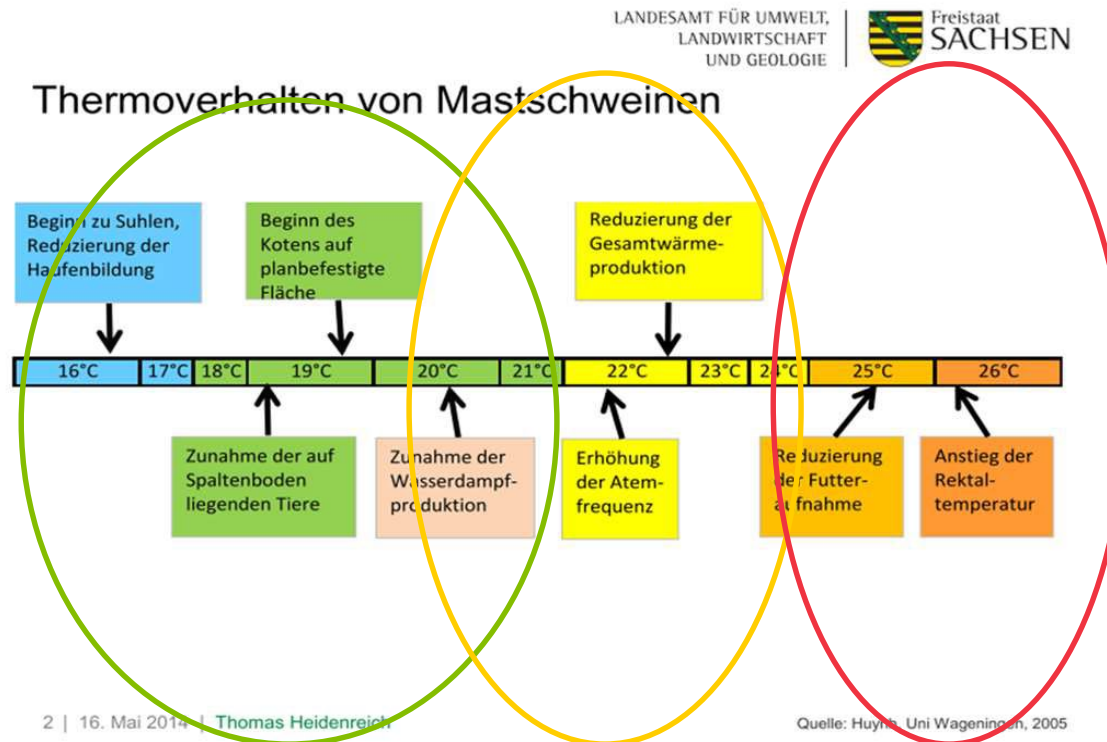 LANDESAMT FÜR UMWELT,
LANDWIRTSCHAFT
UND GEOLOGIE
Freistaat
SACHSEN
Thermoverhalten von Mastschweinen
Beginn zu Suhlen,
Reduzierung der
Haufenbildung
Beginn des
Kotens auf
planbefestigte
Fläche
Reduzierung der
Gesamtwärme-
produktion
16°C 17°C 18°C 19°C 20°C 21°C 22°C 23°C 24°C 25°C 26°C
Zunahme der auf
Spaltenboden
liegenden Tiere
Zunahme der
Wasserdampf-
produktion
Erhöhung
der Atem-
frequenz
Reduzierung
der Futter-
aufnahme
Anstieg der
Rektal-
temperatur
2 | 16. Mai 2014 | Thomas Heidenreich
Quelle: Huynh, Uni Wageningen, 2005